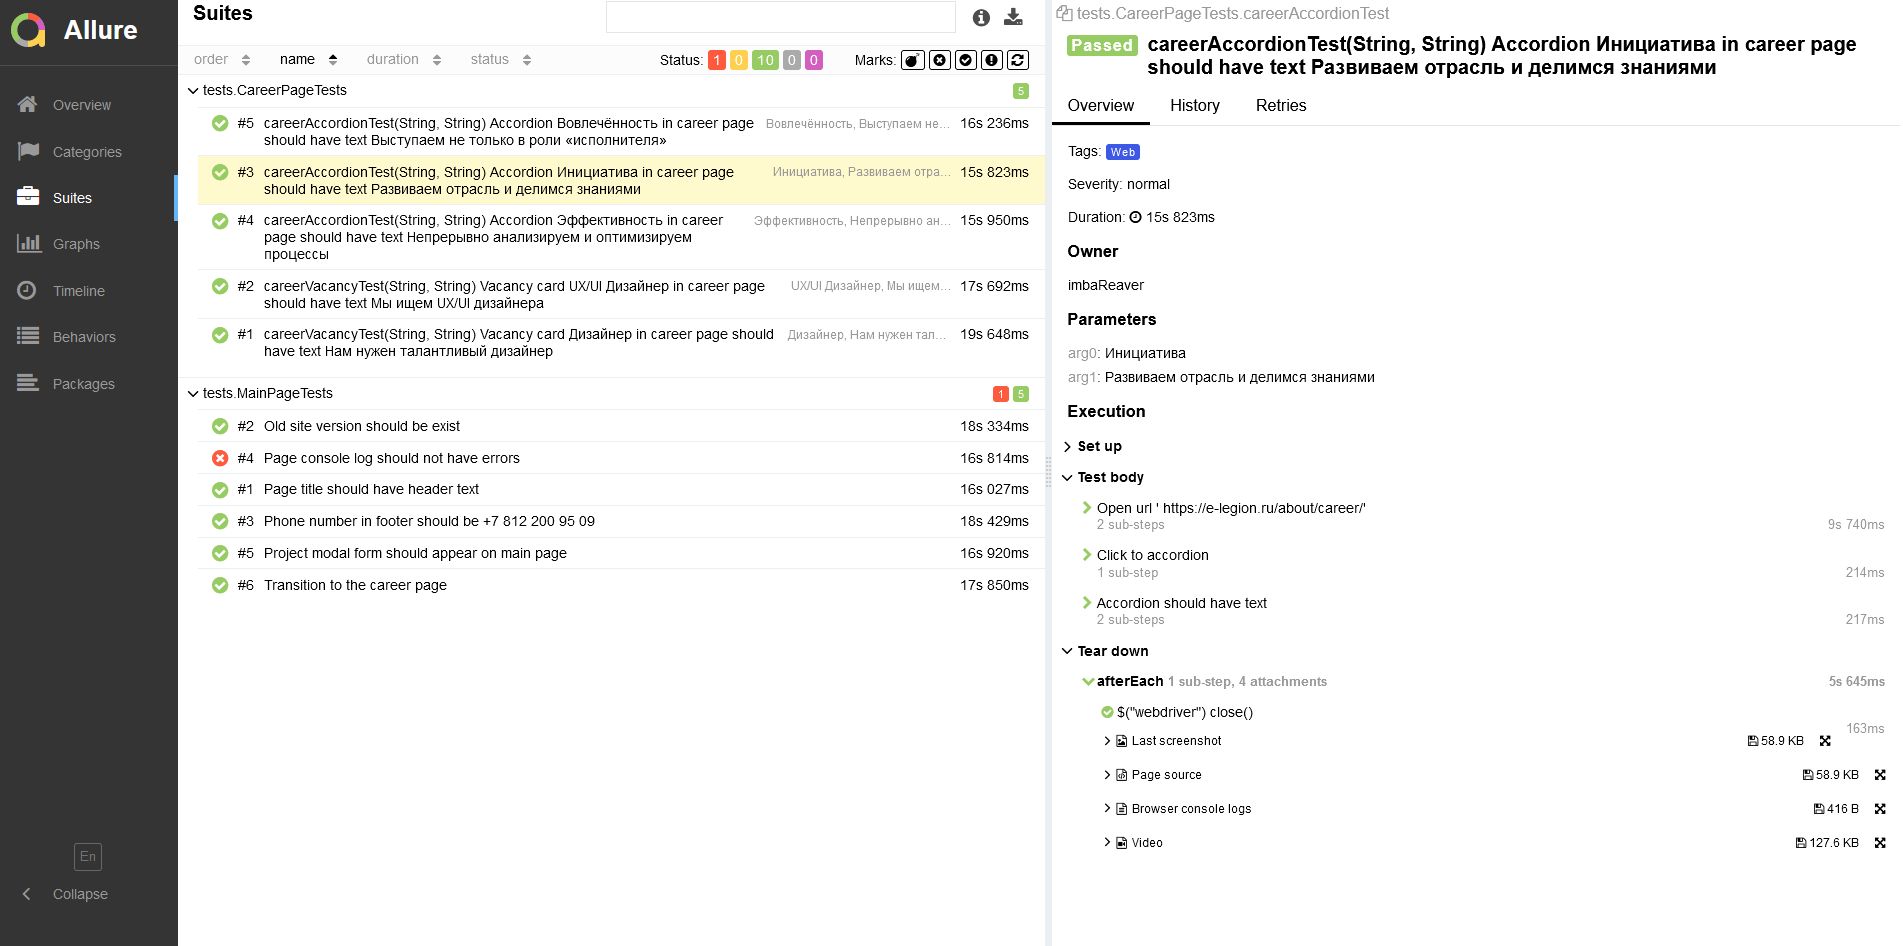 Allure
Overview
Categories
Suites
Graphs
Timeline
Behaviors
Packages
En
Collapse
Suites
order name duration status Status: 1 0 10 0 0 Marks:
tests.CareerPageTests 5
#5 careerAccordionTest(String, String) Accordion Вовлечённость in career page Вовлечённость, Выступаем не... 16s 236ms
should have text Выступаем не только в роли «исполнителя»
#3 careerAccordionTest(String, String) Accordion Инициатива in career page Инициатива, Развиваем отра... 15s 823ms
should have text Развиваем отрасль и делимся знаниями
#4 careerAccordionTest(String, String) Accordion Эффективность in career Эффективность, Непрерывно ан... 15s 950ms
page should have text Непрерывно анализируем и оптимизируем
процессы
#2 careerVacancyTest(String, String) Vacancy card UX/UI Дизайнер in career page UX/UI Дизайнер, Мы ищем... 17s 692ms
should have text Мы ищем UX/UI дизайнера
#1 careerVacancyTest(String, String) Vacancy card Дизайнер in career page should Дизайнер, Нам нужен тал... 19s 648ms
have text Нам нужен талантливый дизайнер
tests.MainPageTests 1 5
#2 Old site version should be exist 18s 334ms
#4 Page console log should not have errors 16s 814ms
#1 Page title should have header text 16s 027ms
#3 Phone number in footer should be +7 812 200 95 09 18s 429ms
#5 Project modal form should appear on main page 16s 920ms
#6 Transition to the career page 17s 850ms
tests.CareerPageTests.careerAccordionTest
Passed careerAccordionTest(String, String) Accordion Инициатива in career page
should have text Развиваем отрасль и делимся знаниями
Overview History Retries
Tags: Web
Severity: normal
Duration: 15s 823ms
Owner
imbaReaver
Parameters
arg0: Инициатива
arg1: Развиваем отрасль и делимся знаниями
Execution
Set up
Test body
Open url ' https://e-legion.ru/about/career/'
2 sub-steps 9s 740ms
Click to accordion
1 sub-step 214ms
Accordion should have text
2 sub-steps 217ms
Tear down
afterEach 1 sub-step, 4 attachments 5s 645ms
$("webdriver") close()
163ms
Last screenshot 58.9 KB
Page source 58.9 KB
Browser console logs 416 B
Video 127.6 KB